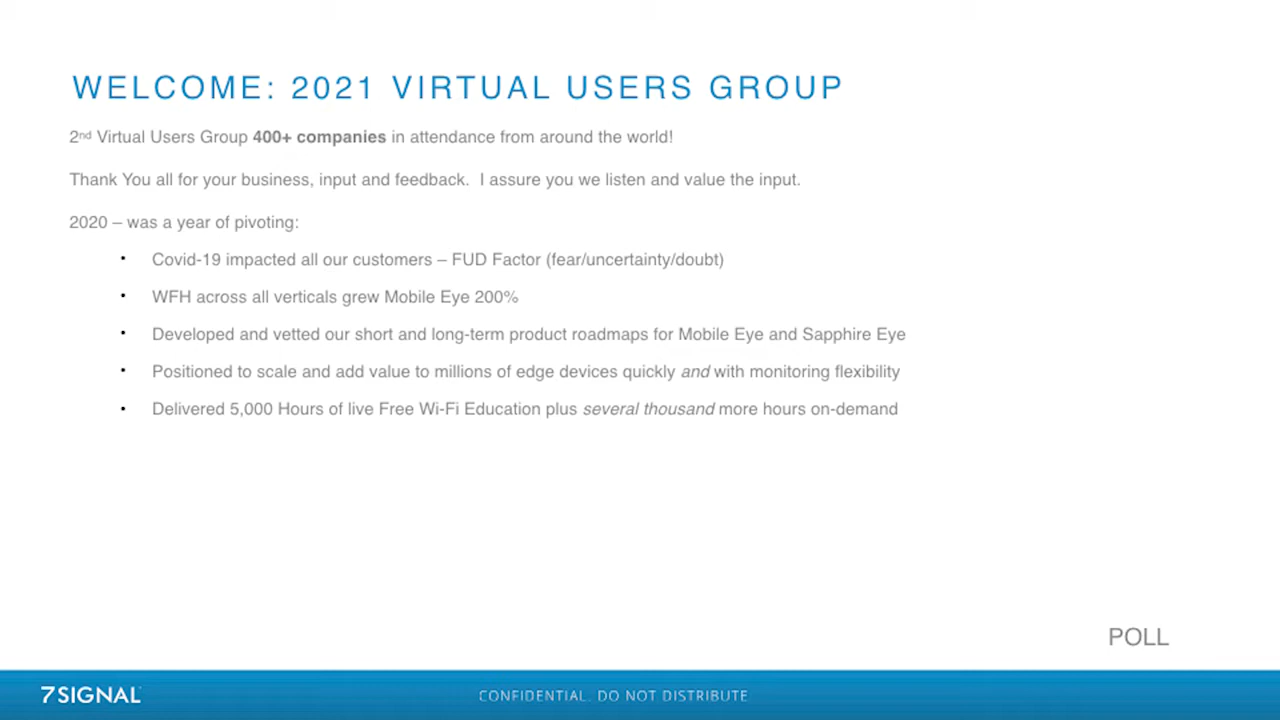 WELCOME: 2021 VIRTUAL USERS GROUP
2nd Virtual Users Group 400+ companies in attendance from around the world!
Thank You all for your business, input and feedback.  I assure you we listen and value the input.
2020 – was a year of pivoting:
• Covid-19 impacted all our customers – FUD Factor (fear/uncertainty/doubt)
• WFH across all verticals grew Mobile Eye 200%
• Developed and vetted our short and long-term product roadmaps for Mobile Eye and Sapphire Eye
• Positioned to scale and add value to millions of edge devices quickly and with monitoring flexibility
• Delivered 5,000 Hours of live Free Wi-Fi Education plus several thousand more hours on-demand
POLL
7SIGNAL
CONFIDENTIAL. DO NOT DISTRIBUTE